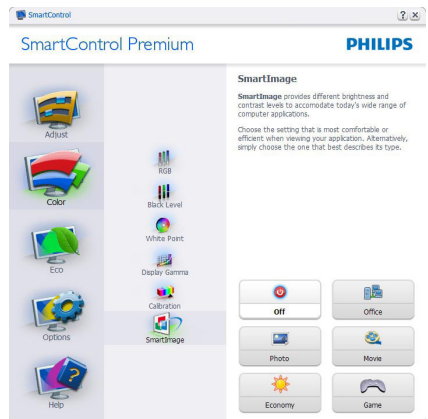 SmartControl
? ×
SmartControl Premium
PHILIPS
Adjust
Color
Eco
Options
Help
RGB
Black Level
White Point
Display Gamma
Calibration
SmartImage
SmartImage
SmartImage provides different brightness and
contrast levels to accomodate today's wide range of
computer applications.
Choose the setting that is most comfortable or
efficient when viewing your application. Alternatively,
simply choose the one that best describes its type.
Off
Office
Photo
Movie
Economy
Game